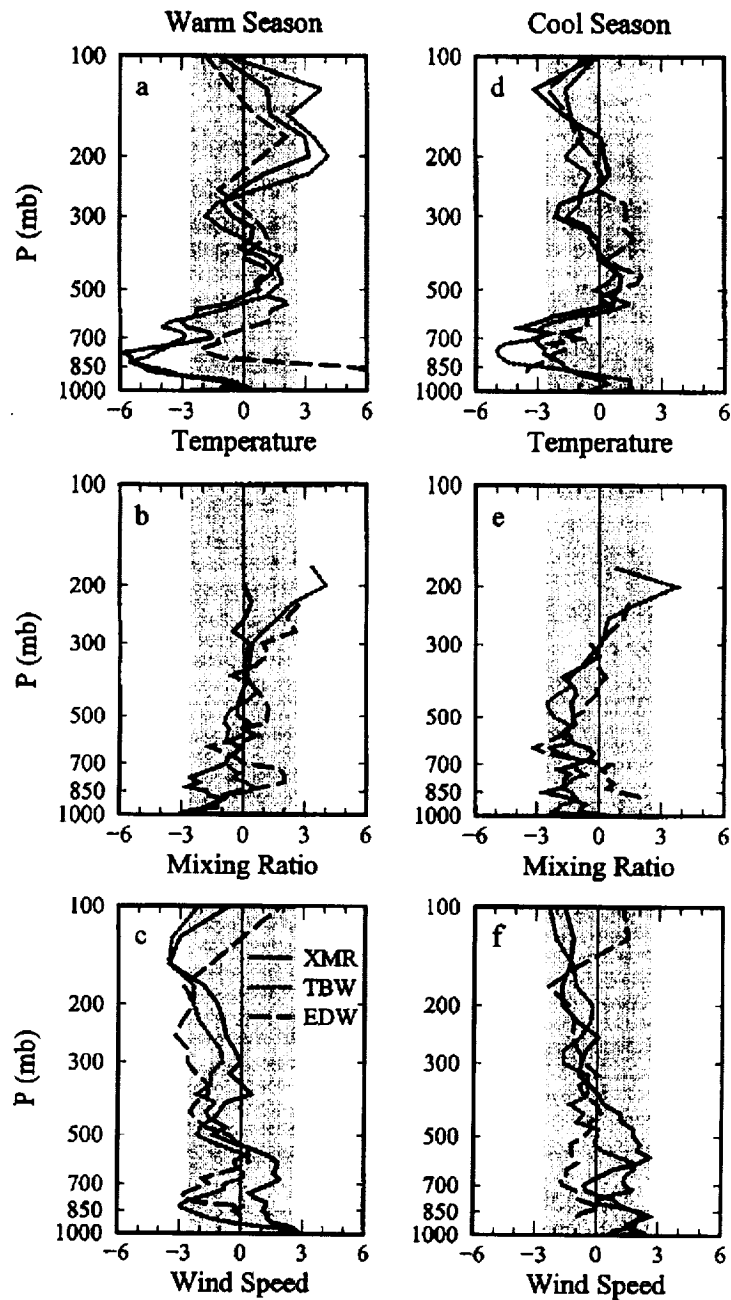 Warm Season
Cool Season
a
100
200
300
500
700
850
1000
P (mb)
−6 −3 0 3 6
Temperature
d
100
200
300
500
700
850
1000
−6 −3 0 3 6
Temperature
b
100
200
300
500
700
850
1000
P (mb)
−6 −3 0 3 6
Mixing Ratio
e
100
200
300
500
700
850
1000
−6 −3 0 3 6
Mixing Ratio
c
100
200
300
500
700
850
1000
P (mb)
XMR
TBW
EDW
−6 −3 0 3 6
Wind Speed
f
100
200
300
500
700
850
1000
−6 −3 0 3 6
Wind Speed